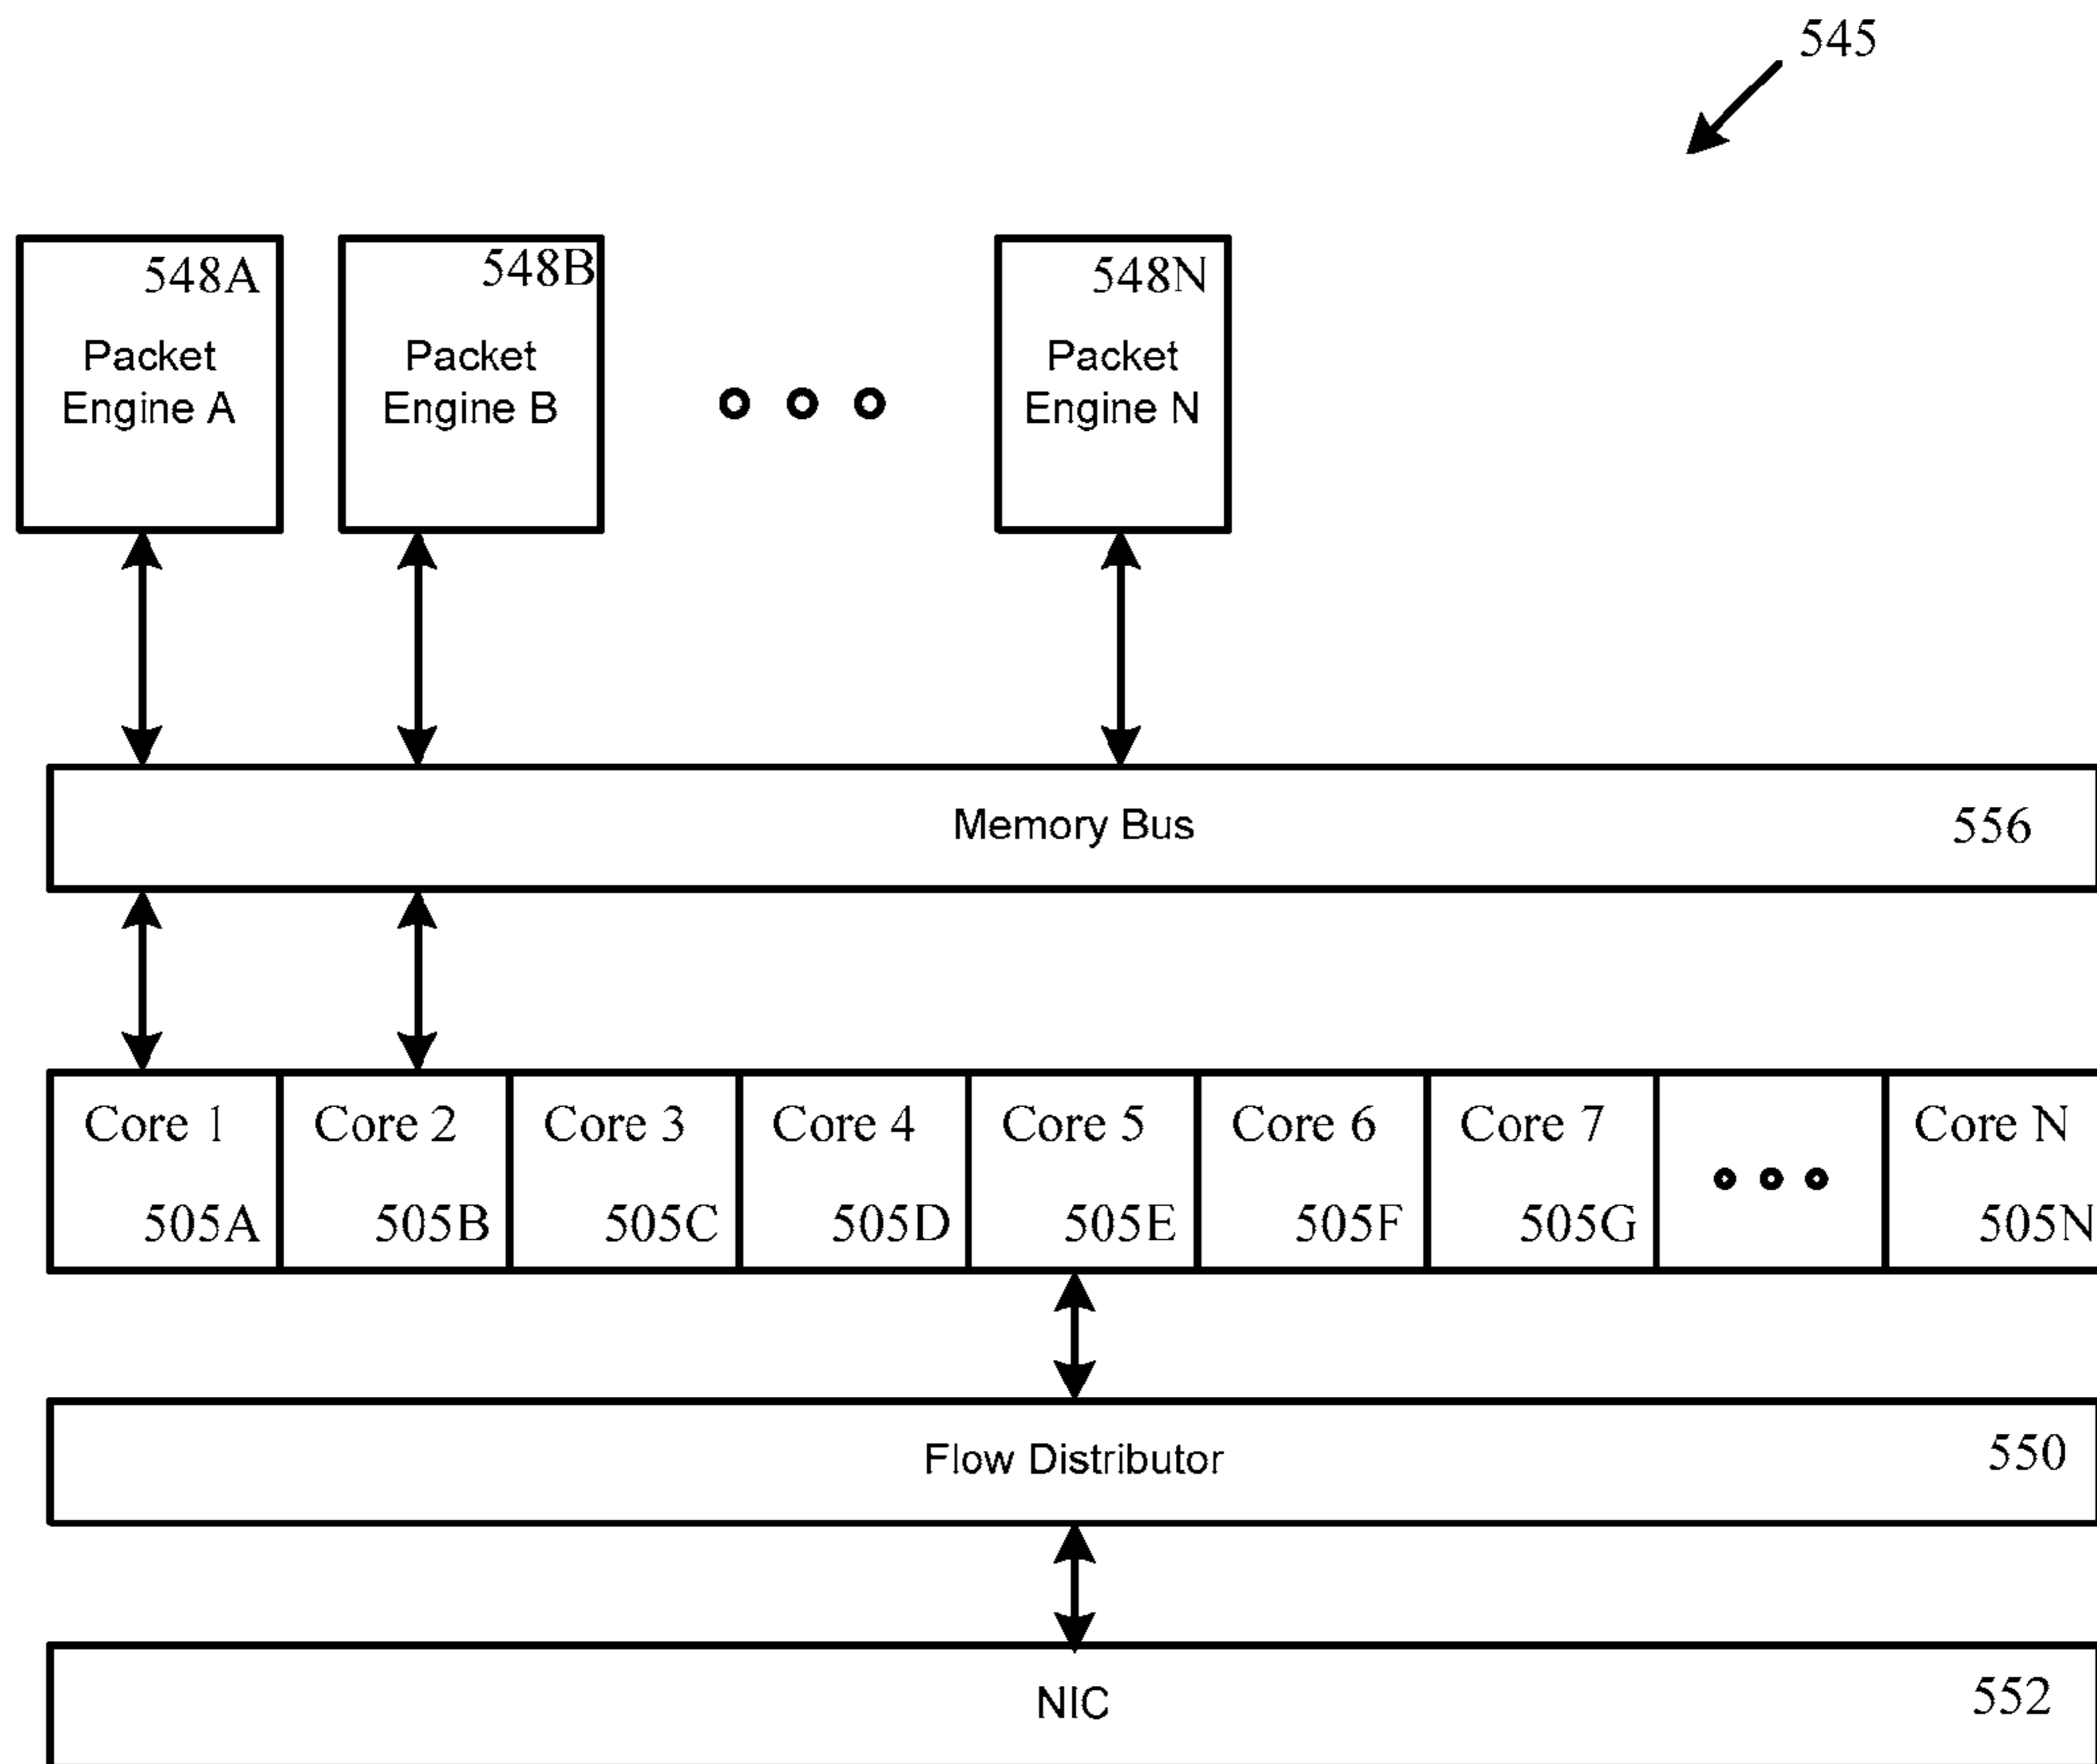 545
548A
Packet
Engine A
548B
Packet
Engine B
548N
Packet
Engine N
Memory Bus 556
Core 1 Core 2 Core 3 Core 4 Core 5 Core 6 Core 7 Core N
505A 505B 505C 505D 505E 505F 505G 505N
Flow Distributor 550
NIC 552